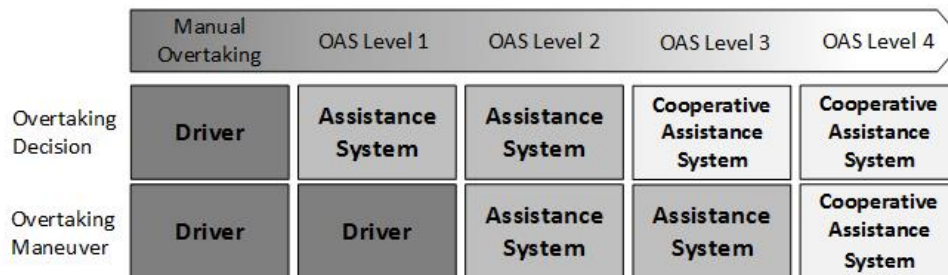 Manual Overtaking
OAS Level 1
OAS Level 2
OAS Level 3
OAS Level 4
Overtaking Decision
Driver
Assistance System
Assistance System
Cooperative Assistance System
Cooperative Assistance System
Overtaking Maneuver
Driver
Driver
Assistance System
Assistance System
Cooperative Assistance System